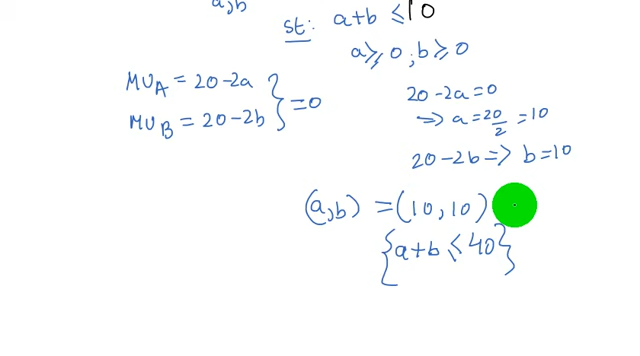 a,b
st: a+b ≤ 10
a ≥ 0 ; b ≥ 0
MU_A = 20-2a
MU_B = 20-2b } = 0
20-2a = 0
⇒ a = 20/2 = 10
20-2b ⇒ b = 10
(a,b) = (10, 10)
{a+b ≤ 40}